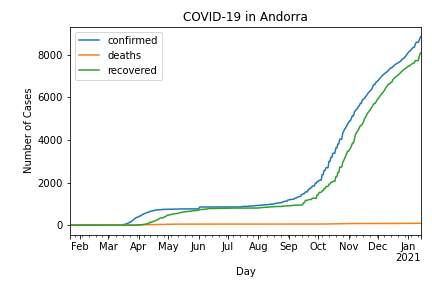 COVID-19 in Andorra
confirmed
deaths
recovered
Number of Cases
8000
6000
4000
2000
0
Feb Mar Apr May Jun Jul Aug Sep Oct Nov Dec Jan
2021
Day